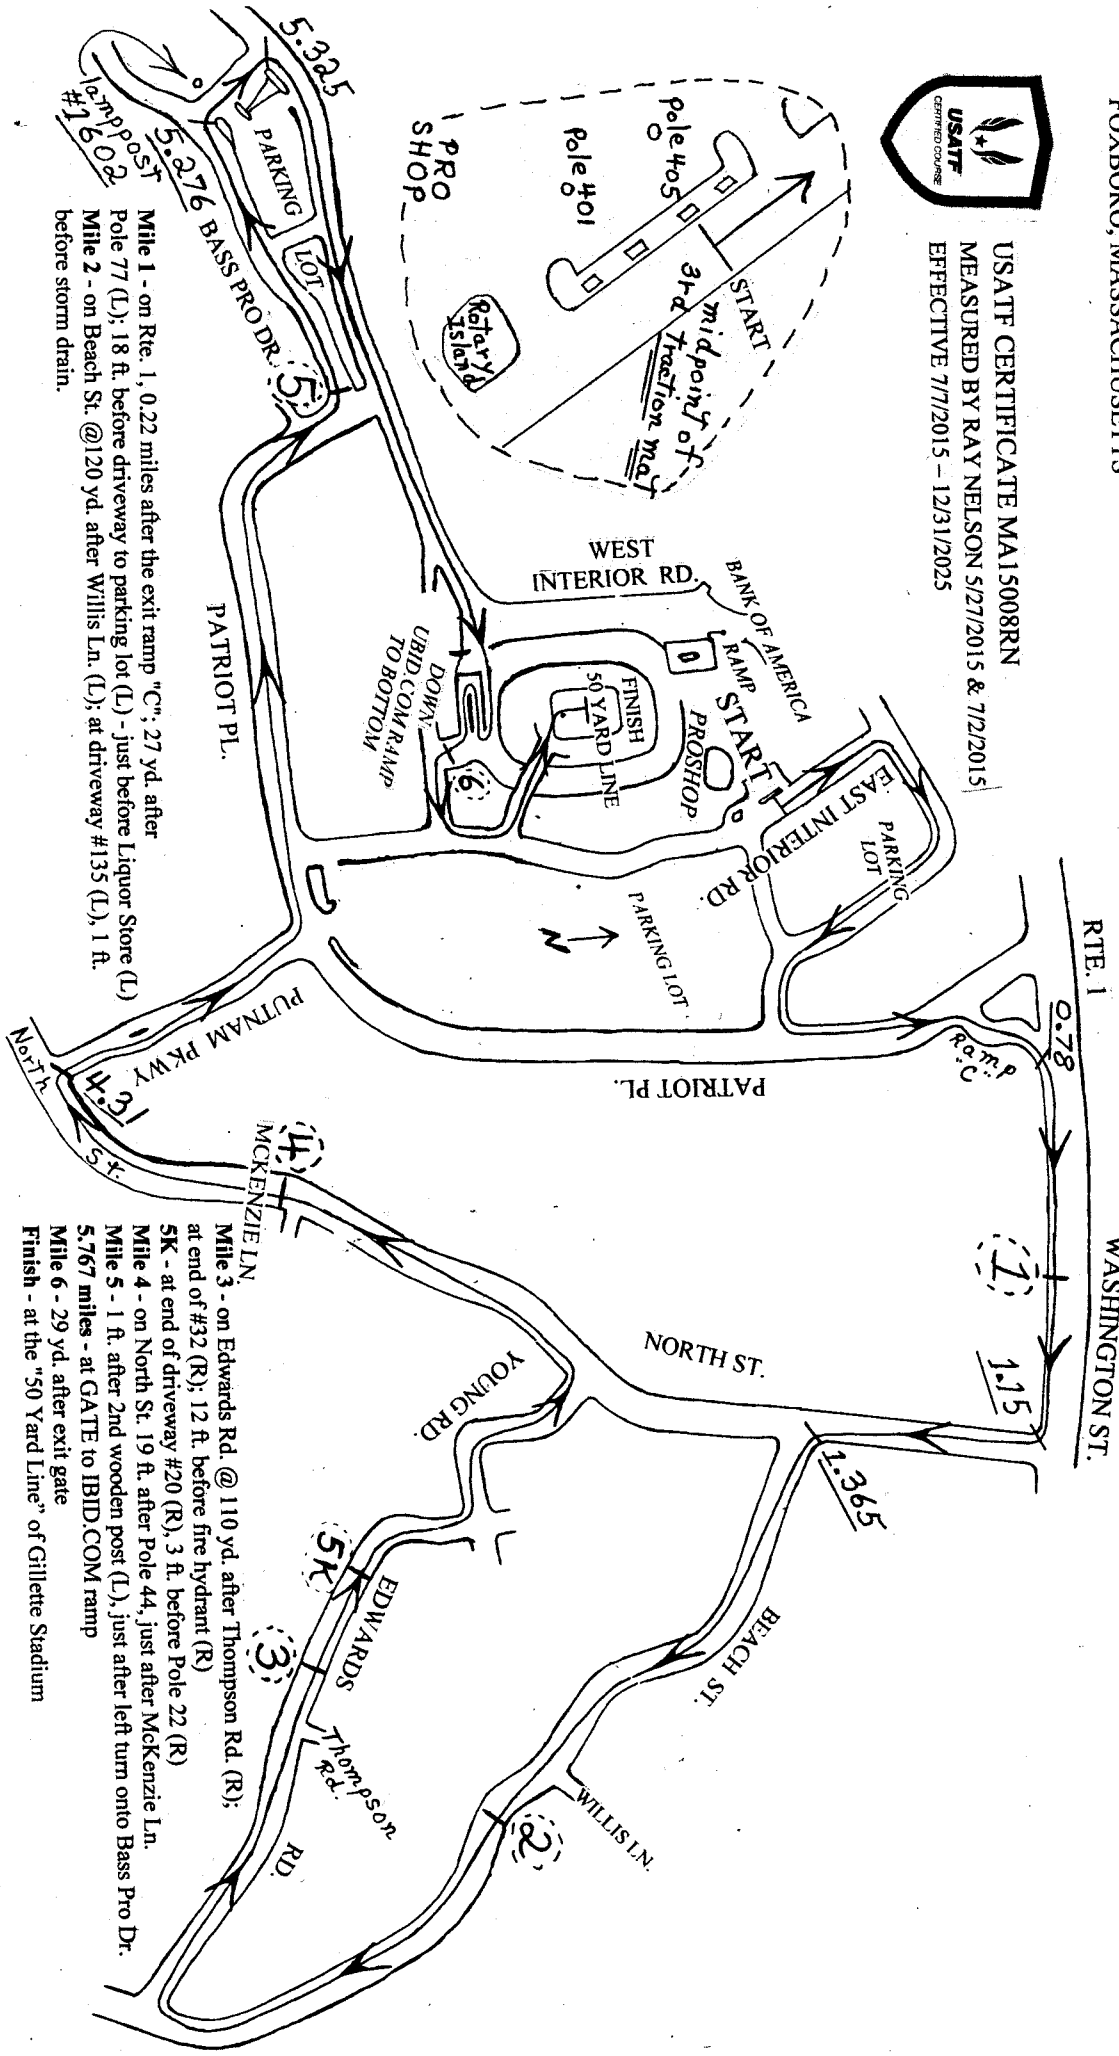 FOXBORO, MASSACHUSETTS
USATF
CERTIFIED COURSE
USATF CERTIFICATE MA15008RN
MEASURED BY RAY NELSON 5/27/2015 & 7/2/2015
EFFECTIVE 7/7/2015 – 12/31/2025
RTE. 1
WASHINGTON ST.
0.78
Ramp
"C"
1
1.15
1.365
NORTH ST.
BEACH ST.
WILLIS LN.
2
EAST INTERIOR RD.
PARKING
LOT
PARKING LOT
N
PATRIOT PL.
BANK OF AMERICA
RAMP
START
PROSHOP
WEST
INTERIOR RD.
FINISH
50 YARD LINE
6
DOWN
UBID.COM RAMP
TO BOTTOM
START
midpoint of
3rd traction mat
Pole 405
Pole 401
PRO
SHOP
Rotary
Island
5.325
PARKING
LOT
lamppost
#1602
5.276
BASS PRO DR.
5
PATRIOT PL.
PUTNAM PKWY
North
St.
4.31
4
MCKENZIE LN.
YOUNG RD.
5K
EDWARDS
RD.
3
Thompson
Rd.
Mile 1 - on Rte. 1, 0.22 miles after the exit ramp "C"; 27 yd. after
Pole 77 (L); 18 ft. before driveway to parking lot (L) - just before Liquor Store (L)
Mile 2 - on Beach St. @120 yd. after Willis Ln. (L); at driveway #135 (L), 1 ft.
before storm drain.
Mile 3 - on Edwards Rd. @ 110 yd. after Thompson Rd. (R);
at end of #32 (R); 12 ft. before fire hydrant (R)
5K - at end of driveway #20 (R), 3 ft. before Pole 22 (R)
Mile 4 - on North St. 19 ft. after Pole 44, just after McKenzie Ln.
Mile 5 - 1 ft. after 2nd wooden post (L), just after left turn onto Bass Pro Dr.
5.767 miles - at GATE to IBID.COM ramp
Mile 6 - 29 yd. after exit gate
Finish - at the "50 Yard Line" of Gillette Stadium